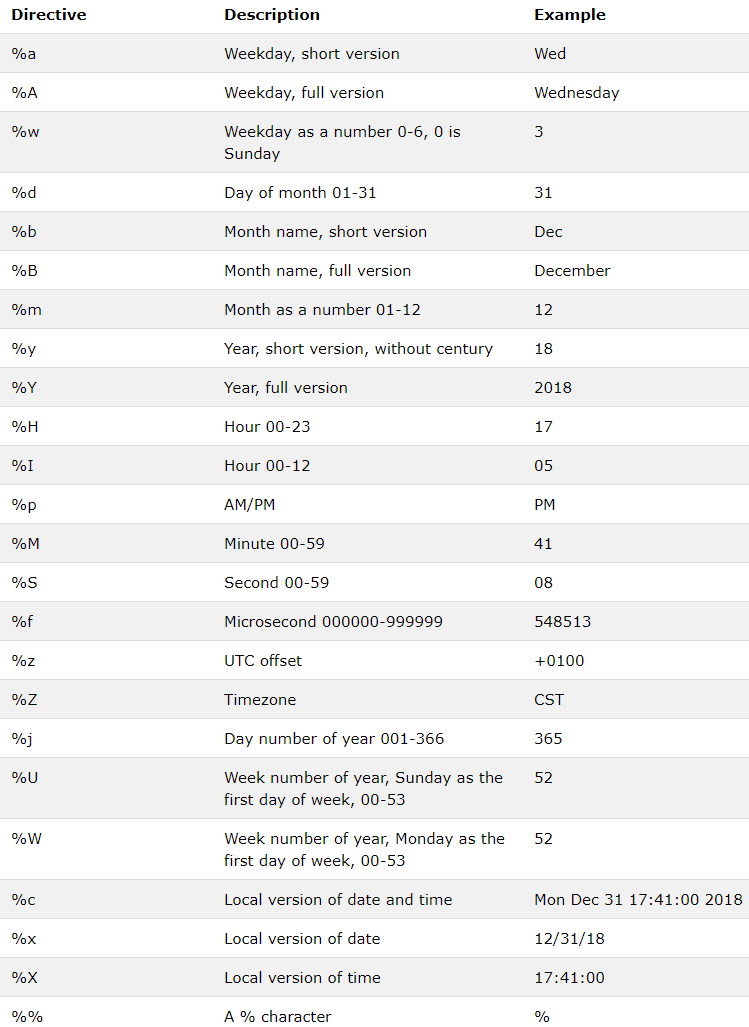 Directive Description Example
%a Weekday, short version Wed
%A Weekday, full version Wednesday
%w Weekday as a number 0-6, 0 is 3
Sunday
%d Day of month 01-31 31
%b Month name, short version Dec
%B Month name, full version December
%m Month as a number 01-12 12
%y Year, short version, without century 18
%Y Year, full version 2018
%H Hour 00-23 17
%I Hour 00-12 05
%p AM/PM PM
%M Minute 00-59 41
%S Second 00-59 08
%f Microsecond 000000-999999 548513
%z UTC offset +0100
%Z Timezone CST
%j Day number of year 001-366 365
%U Week number of year, Sunday as the 52
first day of week, 00-53
%W Week number of year, Monday as the 52
first day of week, 00-53
%c Local version of date and time Mon Dec 31 17:41:00 2018
%x Local version of date 12/31/18
%X Local version of time 17:41:00
%% A % character %